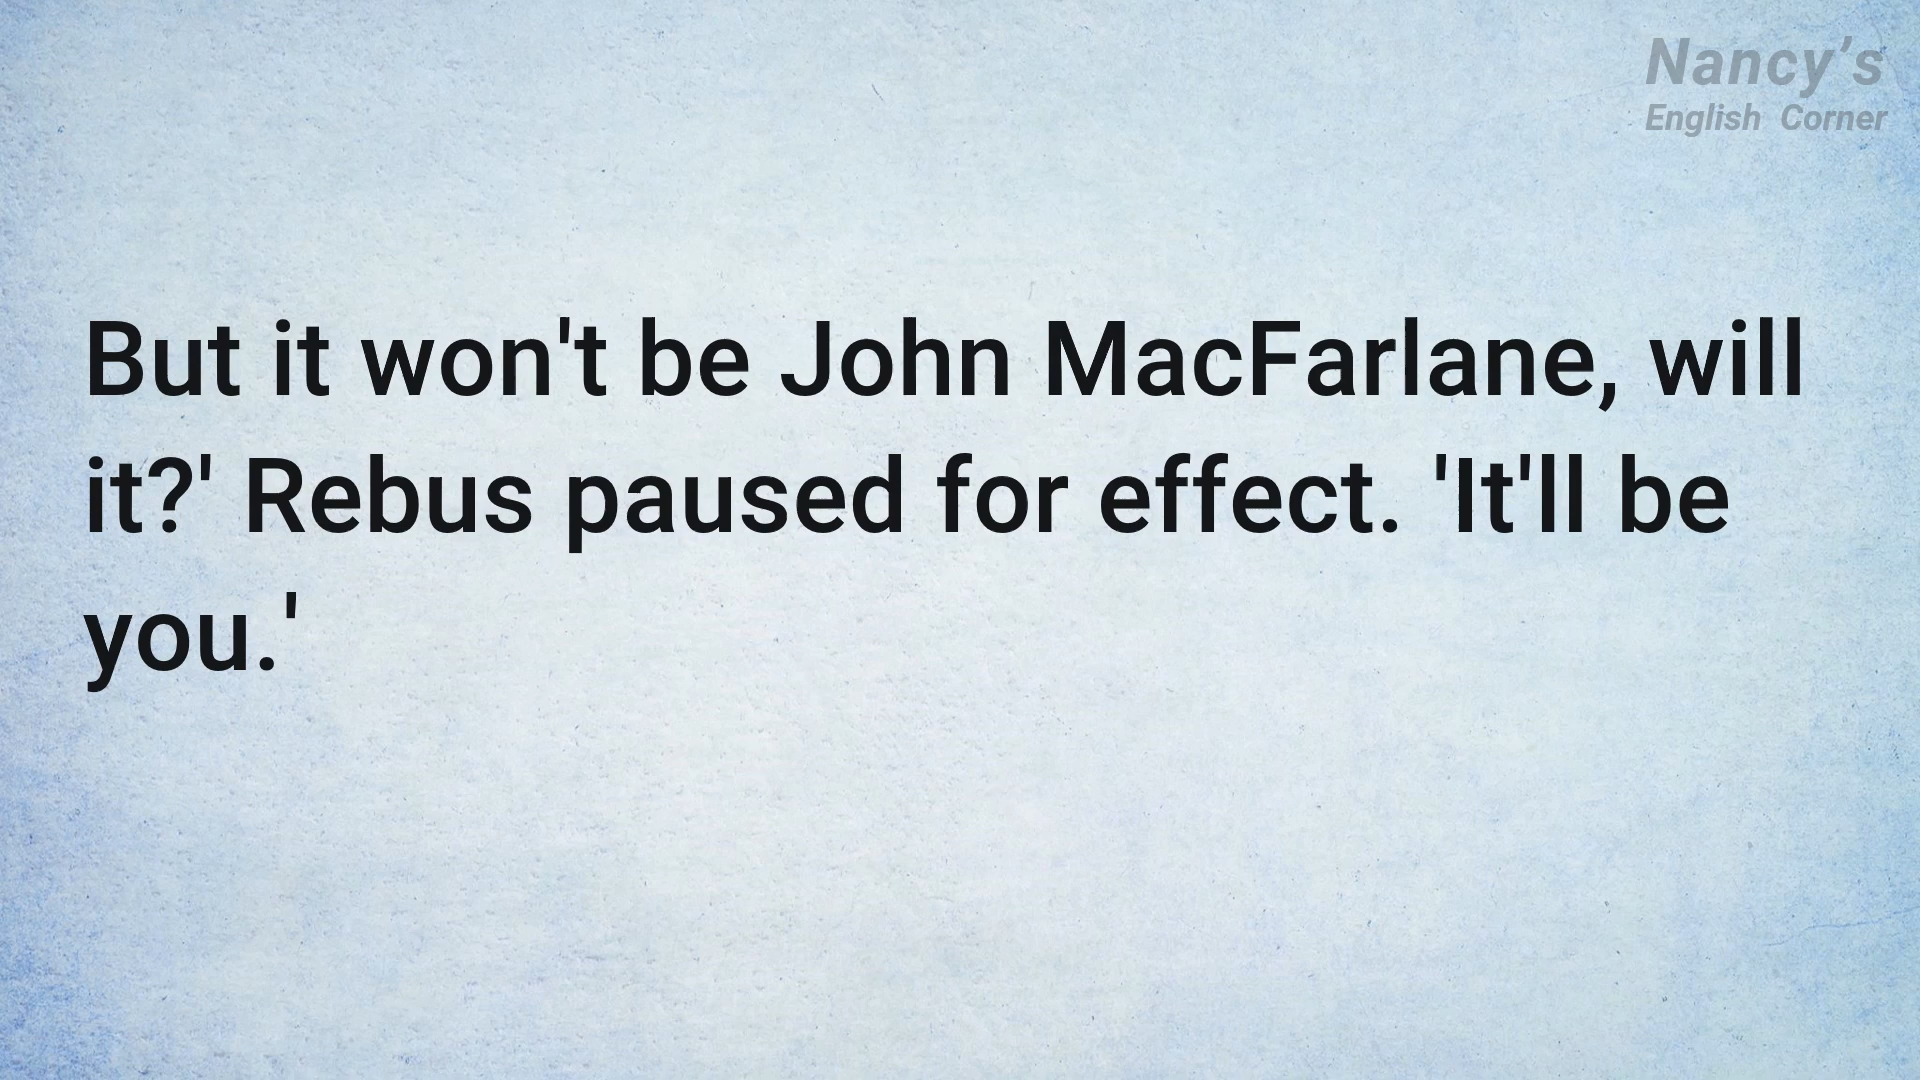 Nancy’s
English Corner
But it won't be John MacFarlane, will
it?' Rebus paused for effect. 'It'll be
you.'